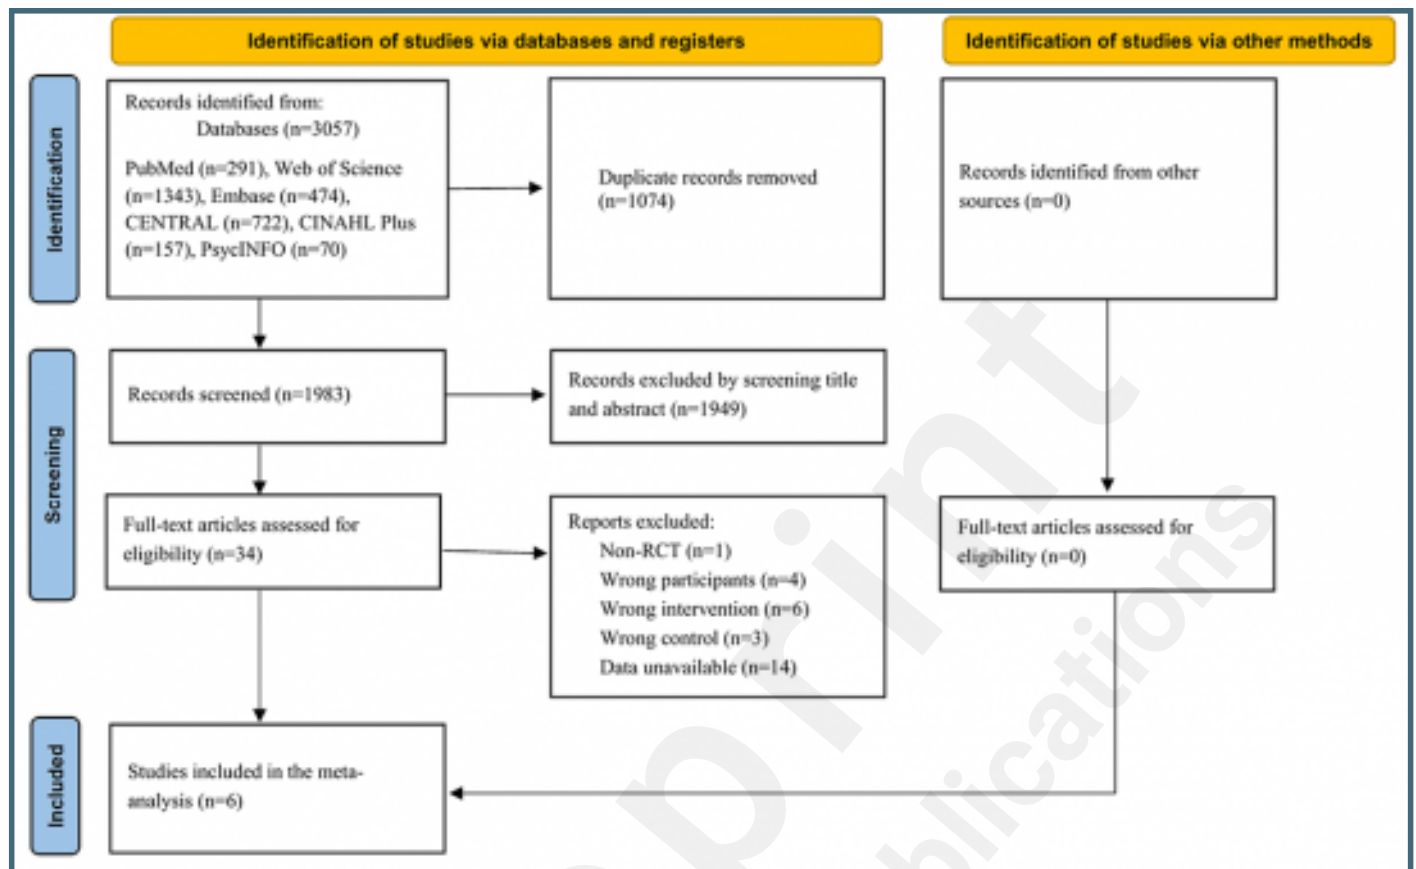 Identification of studies via databases and registers
Identification of studies via other methods
Identification
Records identified from:
Databases (n=3057)
PubMed (n=291), Web of Science
(n=1343), Embase (n=474),
CENTRAL (n=722), CINAHL Plus
(n=157), PsycINFO (n=70)
Duplicate records removed
(n=1074)
Records identified from other
sources (n=0)
Screening
Records screened (n=1983)
Records excluded by screening title
and abstract (n=1949)
Full-text articles assessed for
eligibility (n=34)
Reports excluded:
Non-RCT (n=1)
Wrong participants (n=4)
Wrong intervention (n=6)
Wrong control (n=3)
Data unavailable (n=14)
Full-text articles assessed for
eligibility (n=0)
Included
Studies included in the meta-
analysis (n=6)
print
blications